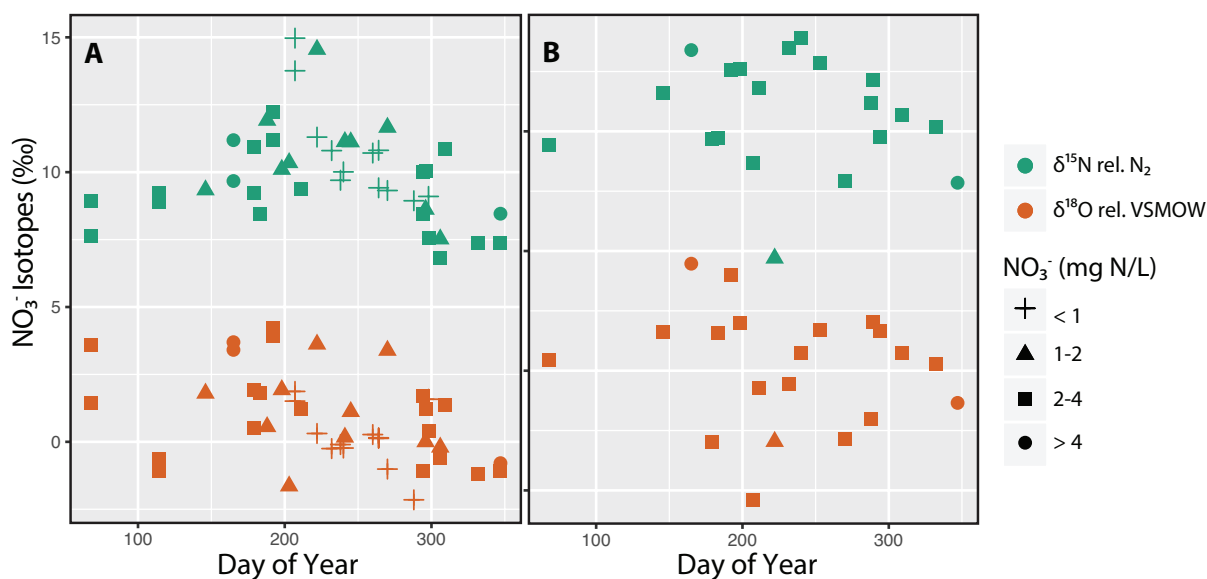 A
B
NO₃⁻ Isotopes (‰)
15
10
5
0
100
200
300
100
200
300
Day of Year
Day of Year
δ¹⁵N rel. N₂
δ¹⁸O rel. VSMOW
NO₃⁻ (mg N/L)
< 1
1-2
2-4
> 4